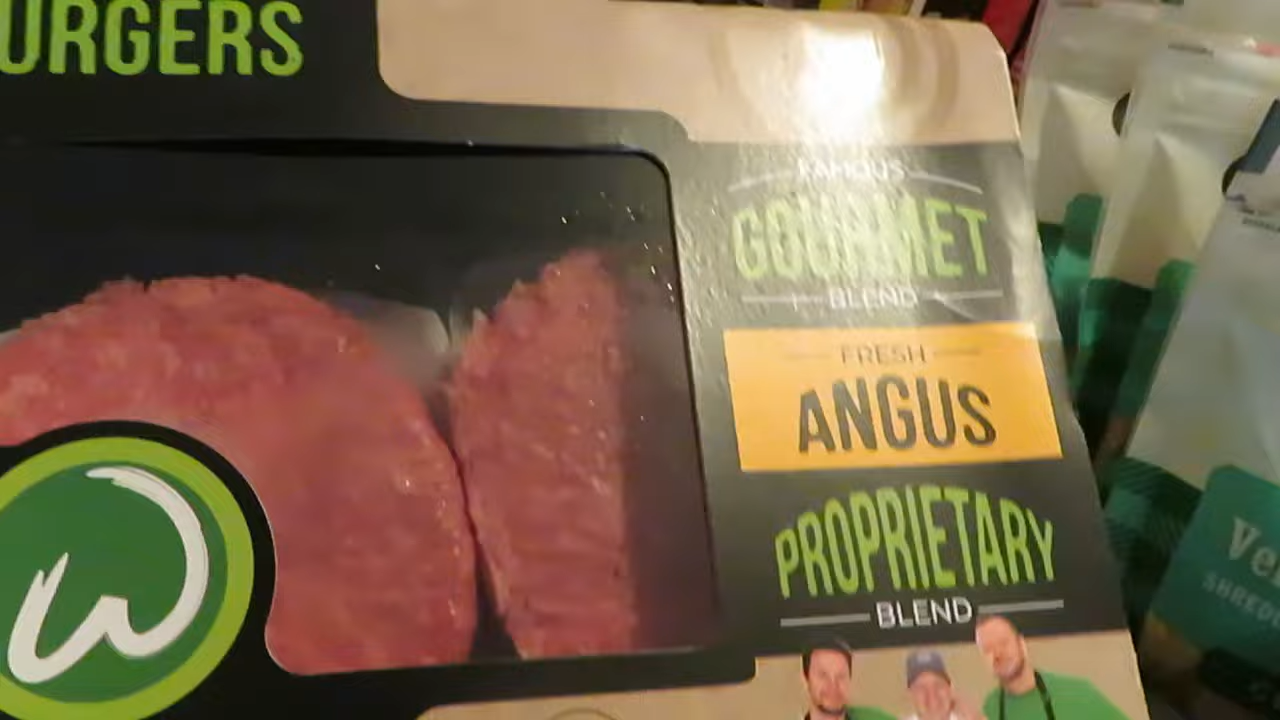 URGERS
FAMOUS
GOURMET
BLEND
FRESH
ANGUS
PROPRIETARY
BLEND
W